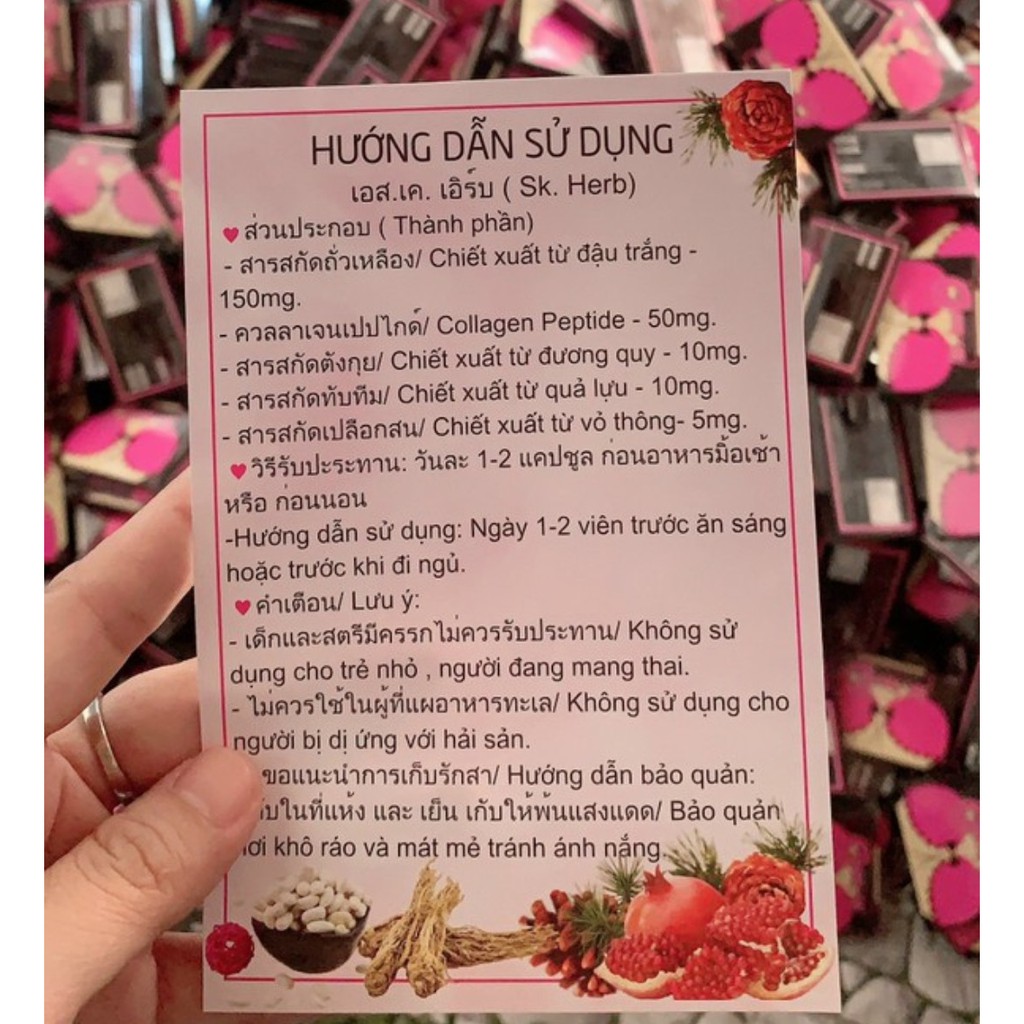 HƯỚNG DẪN SỬ DỤNG
เอส.เค. เอิร์บ ( Sk. Herb)
ส่วนประกอบ ( Thành phần)
- สารสกัดถั่วเหลือง/ Chiết xuất từ đậu trắng -
150mg.
- ควลลาเจนเปปไทด์/ Collagen Peptide - 50mg.
- สารสกัดตังกุย/ Chiết xuất từ đương quy - 10mg.
- สารสกัดทับทีม/ Chiết xuất từ quả lựu - 10mg.
- สารสกัดเปลือกสน/ Chiết xuất từ vỏ thông- 5mg.
วิรีรับปะระทาน: วันละ 1-2 แคปชูล ก่อนอาหารมิ้อเช้า
หรือ ก่อนนอน
-Hướng dẫn sử dụng: Ngày 1-2 viên trước ăn sáng
hoặc trước khi đi ngủ.
คำเตือน/ Lưu ý:
- เด็กและสตรีมีครรกไม่ควรรับประทาน/ Không sử
dụng cho trẻ nhỏ , người đang mang thai.
- ไม่ควรใช้ในผู้ที่แผอาหารทะเล/ Không sử dụng cho
người bị dị ứng với hải sản.
ขอแนะนำการเก็บรักสา/ Hướng dẫn bảo quản:
ในที่แห้ง และ เย็น เก็บให้พ้นแสงแดด/ Bảo quản
khô ráo và mát mẻ tránh ánh nắng.